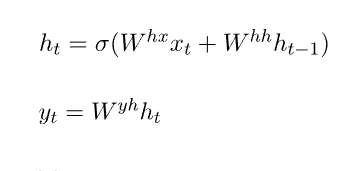 h_t = σ(W^{hx} x_t + W^{hh} h_{t−1})
y_t = W^{yh} h_t